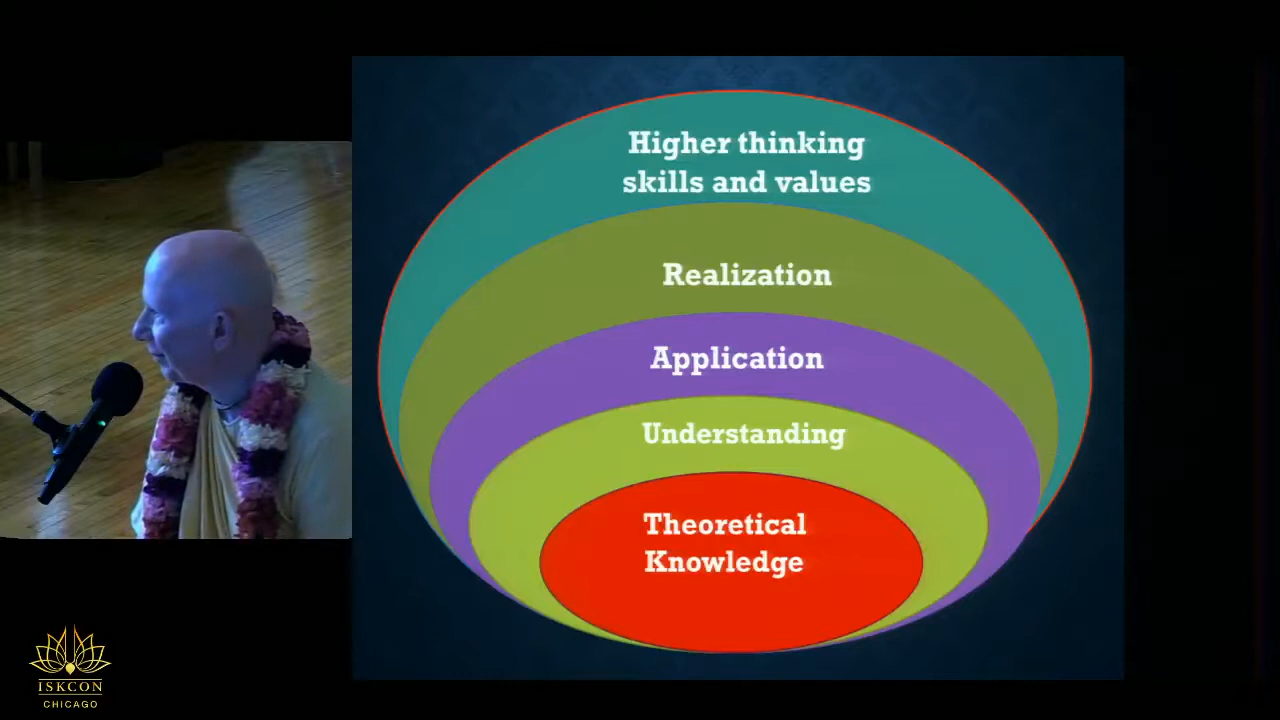 Higher thinking
skills and values
Realization
Application
Understanding
Theoretical
Knowledge
ISKCON
CHICAGO